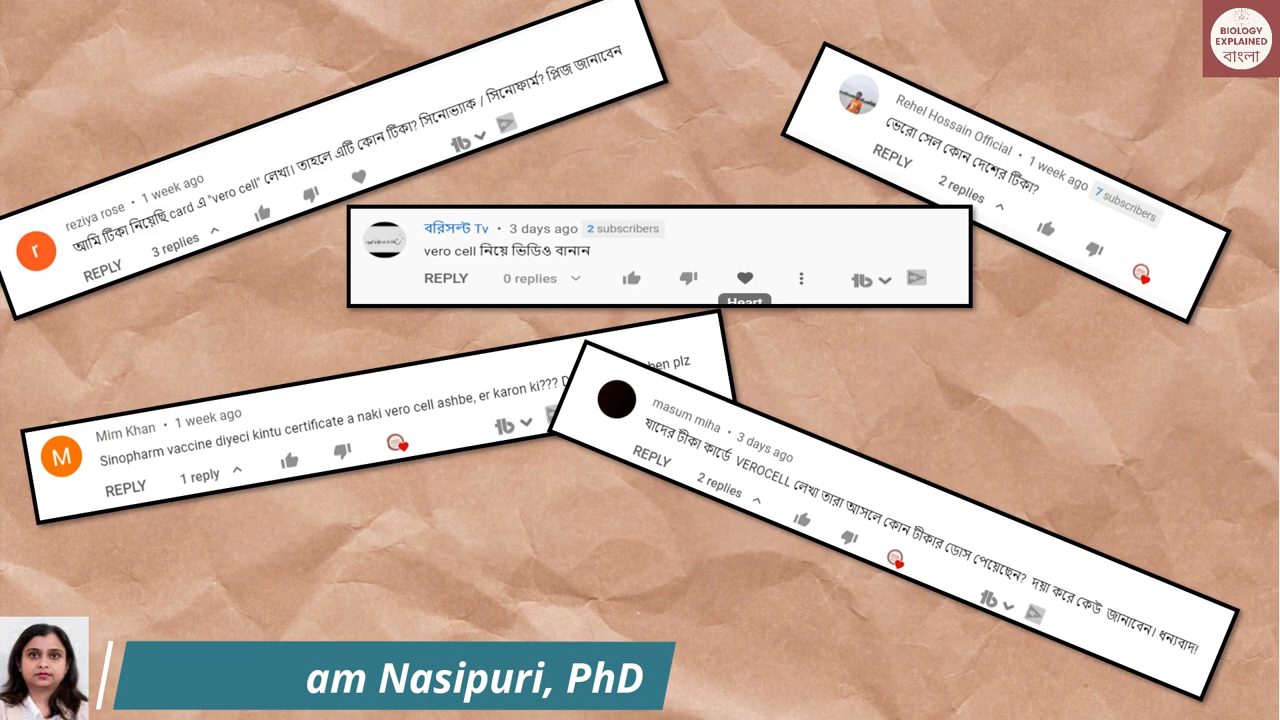 BIOLOGY
EXPLAINED
বাংলা
reziya rose • 1 week ago
আমি টিকা নিয়েছি card এ "vero cell" লেখা। তাহলে এটি কোন টিকা? সিনোভ্যাক / সিনোফার্ম? প্লিজ জানাবেন
REPLY 3 replies
Rehel Hossain Official • 1 week ago 7 subscribers
ভেরো সেল কোন দেশের টিকা?
REPLY
2 replies
বরিসল্ট Tv • 3 days ago 2 subscribers
vero cell নিয়ে ভিডিও বানান
REPLY 0 replies
Heart
Mim Khan • 1 week ago
Sinopharm vaccine diyeci kintu certificate a naki vero cell ashbe, er karon ki??? plz
REPLY 1 reply
masum miha • 3 days ago
যাদের টীকা কার্ডে VEROCELL লেখা তারা আসলে কোন টীকার ডোস পেয়েছেন? দয়া করে কেউ জানাবেন। ধন্যবাদ!
REPLY
2 replies
am Nasipuri, PhD